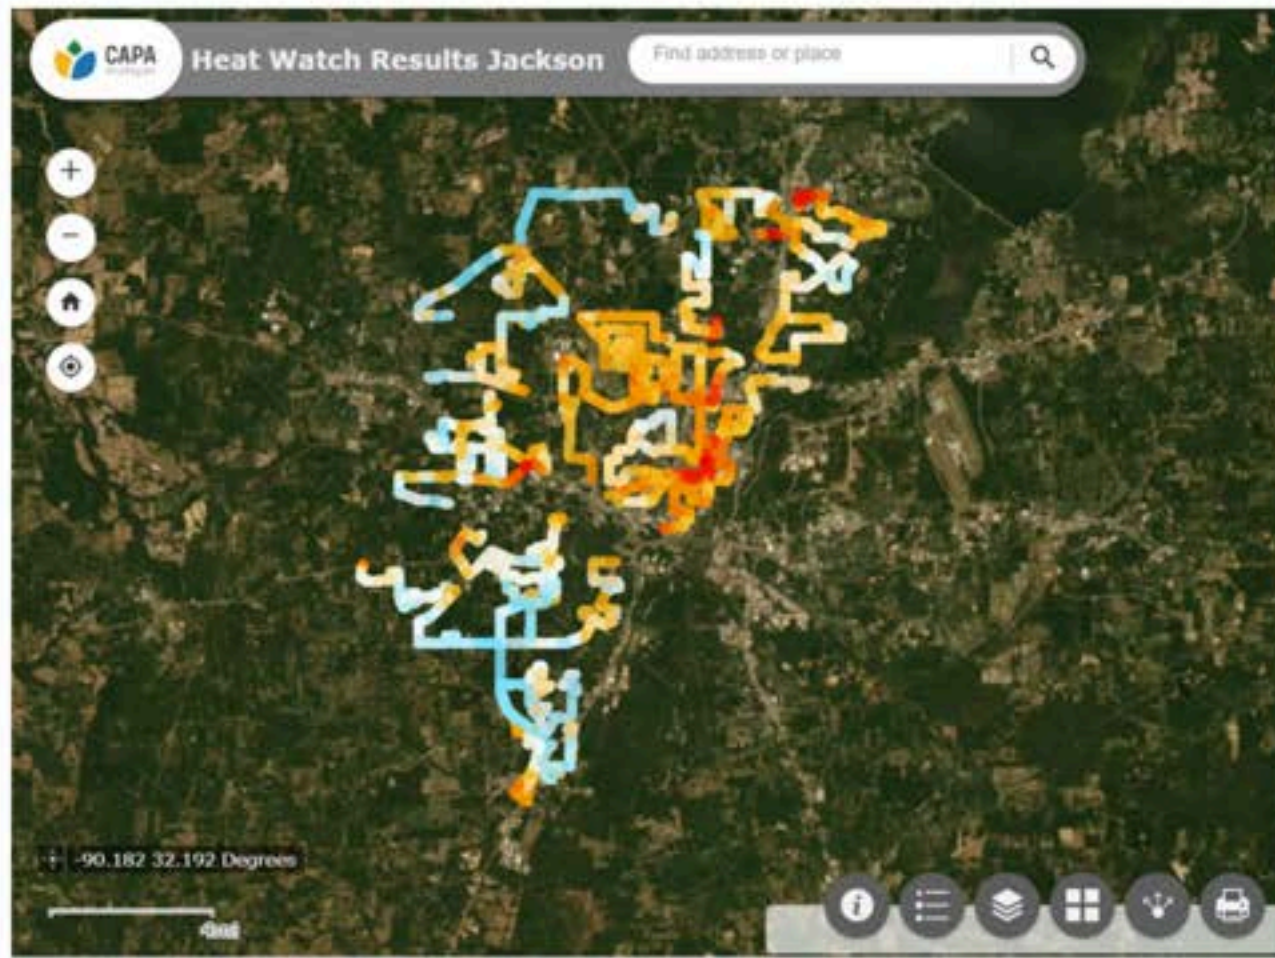 CAPA
Heat Watch Results Jackson
Find address or place
-90.182 32.192 Degrees